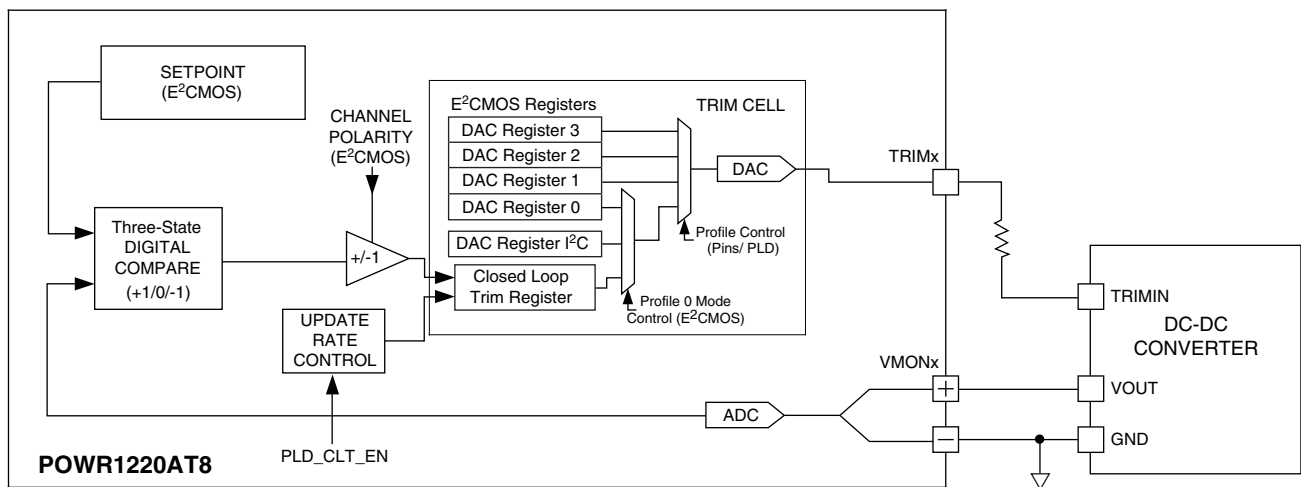 SETPOINT
(E²CMOS)
CHANNEL
POLARITY
(E²CMOS)
E²CMOS Registers
TRIM CELL
DAC Register 3
DAC Register 2
DAC Register 1
DAC Register 0
DAC Register I²C
Closed Loop
Trim Register
DAC
Profile Control
(Pins/ PLD)
Profile 0 Mode
Control (E²CMOS)
TRIMx
Three-State
DIGITAL
COMPARE
(+1/0/-1)
+/-1
UPDATE
RATE
CONTROL
PLD_CLT_EN
ADC
VMONx
+
−
TRIMIN
DC-DC
CONVERTER
VOUT
GND
POWR1220AT8